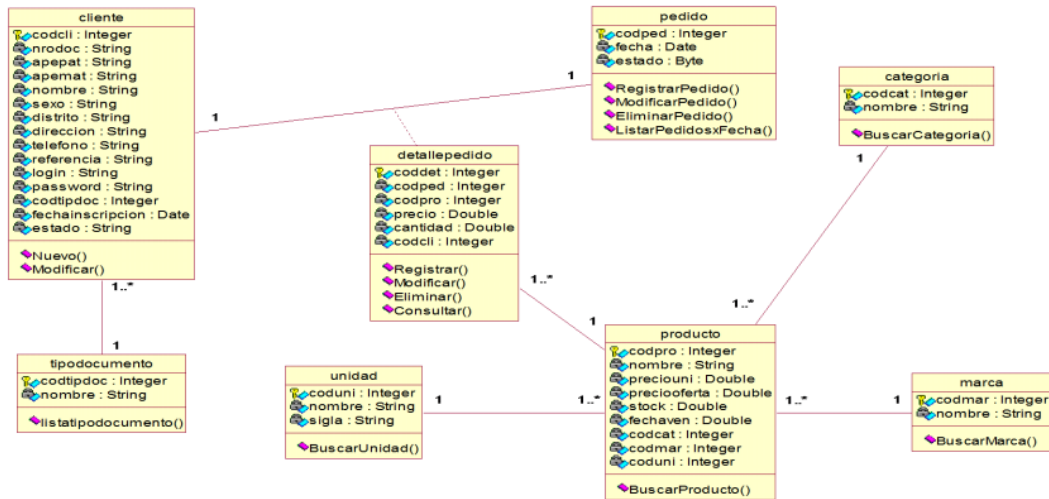 cliente
codcli : Integer
nrodoc : String
apepat : String
apemat : String
nombre : String
sexo : String
distrito : String
direccion : String
telefono : String
referencia : String
login : String
password : String
codtipdoc : Integer
fechainscripcion : Date
estado : String
Nuevo()
Modificar()
1
1
pedido
codped : Integer
fecha : Date
estado : Byte
RegistrarPedido()
ModificarPedido()
EliminarPedido()
ListarPedidosxFecha()
categoria
codcat : Integer
nombre : String
BuscarCategoria()
1
1..*
detallepedido
coddet : Integer
codped : Integer
codpro : Integer
precio : Double
cantidad : Double
codcli : Integer
Registrar()
Modificar()
Eliminar()
Consultar()
1..*
1
1..*
1
tipodocumento
codtipdoc : Integer
nombre : String
listatipodocumento()
unidad
coduni : Integer
nombre : String
sigla : String
BuscarUnidad()
1
1..*
producto
codpro : Integer
nombre : String
preciouni : Double
preciooferta : Double
stock : Double
fechaven : Double
codcat : Integer
codmar : Integer
coduni : Integer
BuscarProducto()
1..*
1
marca
codmar : Integer
nombre : String
BuscarMarca()